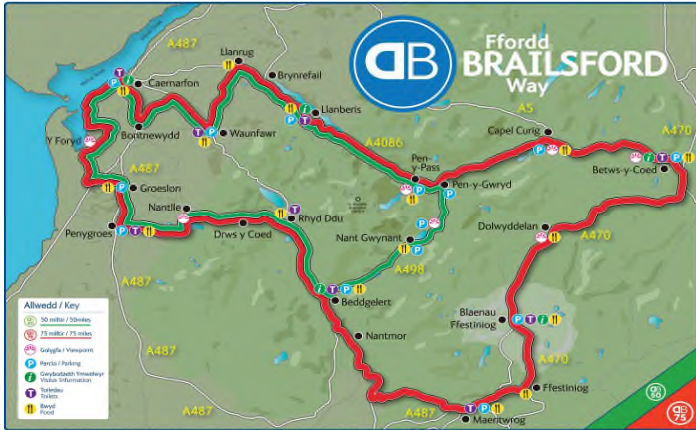 Ffordd
BRAILSFORD
Way
A487
Llanrug
Brynrefail
Caernarfon
Llanberis
A5
Capel Curig
A470
Bontnewydd
Waunfawr
Y Foryd
A4086
Pen-
y-Pass
Betws-y-Coed
A487
Groeslon
Pen-y-Gwryd
Nantlle
Rhyd Ddu
Dolwyddelan
Penygroes
Drws y Coed
Nant Gwynant
A470
A498
A487
Beddgelert
Blaenau
Ffestiniog
Nantmor
A487
A470
Ffestiniog
A487
A487
Maentwrog
Allwedd / Key
50 milltir / 50miles
75 milltir / 75 miles
Golygfa / Viewpoint
Parcio / Parking
Gwybodaeth Ymwelwyr
Visitor Information
Toiledau
Toilets
Bwyd
Food
50
75